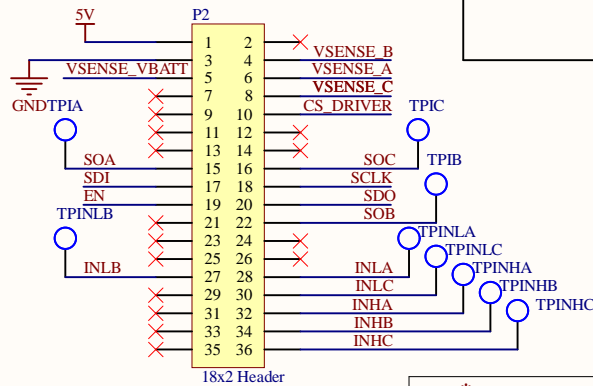 5V
P2
1 2
3 4 VSENSE_B
VSENSE_VBATT 5 6 VSENSE_A
7 8 VSENSE_C
GND TPIA 9 10 CS_DRIVER TPIC
11 12
13 14
SOA 15 16 SOC TPIB
SDI 17 18 SCLK
EN 19 20 SDO
TPINLB 21 22 SOB
23 24 TPINLA
25 26 TPINLC
INLB 27 28 INLA TPINHA
29 30 INLC TPINHB
31 32 INHA TPINHC
33 34 INHB
35 36 INHC
18x2 Header